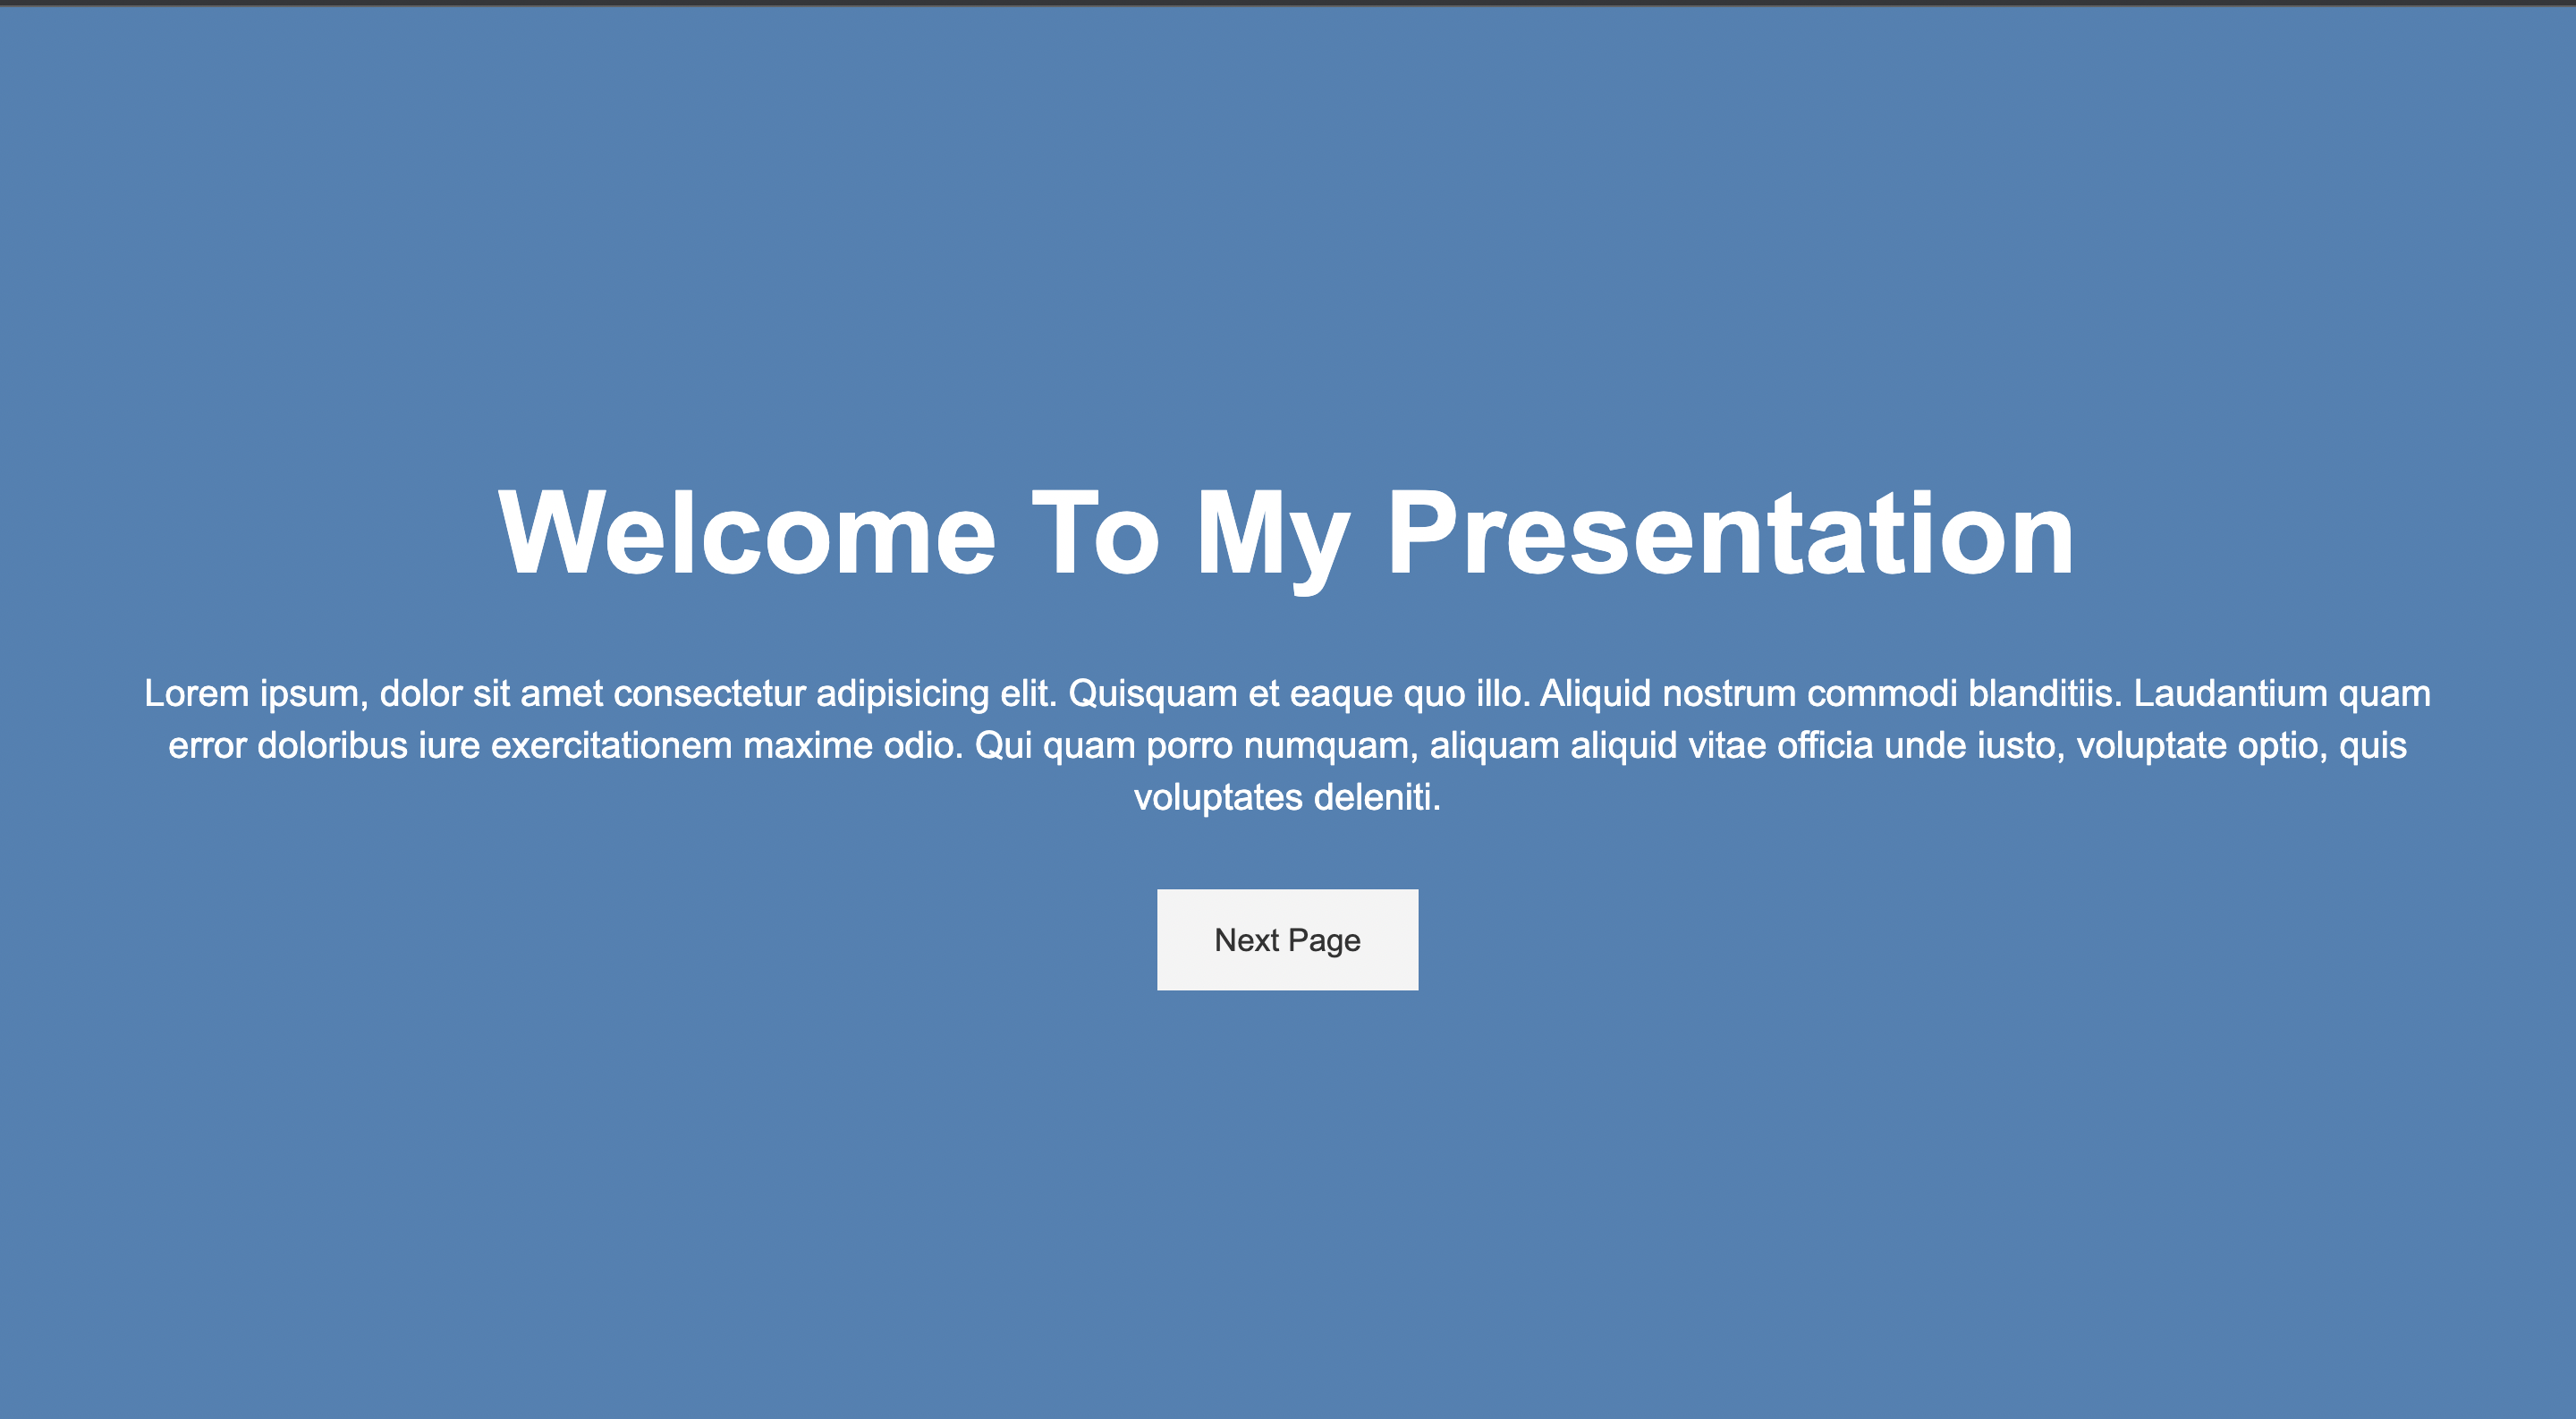 Welcome To My Presentation
Lorem ipsum, dolor sit amet consectetur adipisicing elit. Quisquam et eaque quo illo. Aliquid nostrum commodi blanditiis. Laudantium quam
error doloribus iure exercitationem maxime odio. Qui quam porro numquam, aliquam aliquid vitae officia unde iusto, voluptate optio, quis
voluptates deleniti.
Next Page